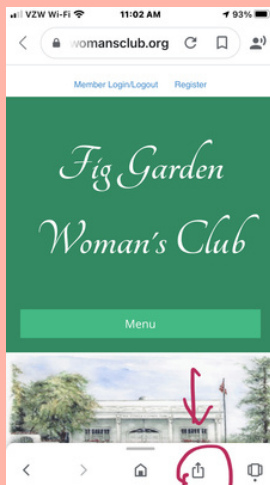 VZW Wi-Fi 11:02 AM 93%
womansclub.org
Member Login/Logout Register
Fig Garden
Woman's Club
Menu